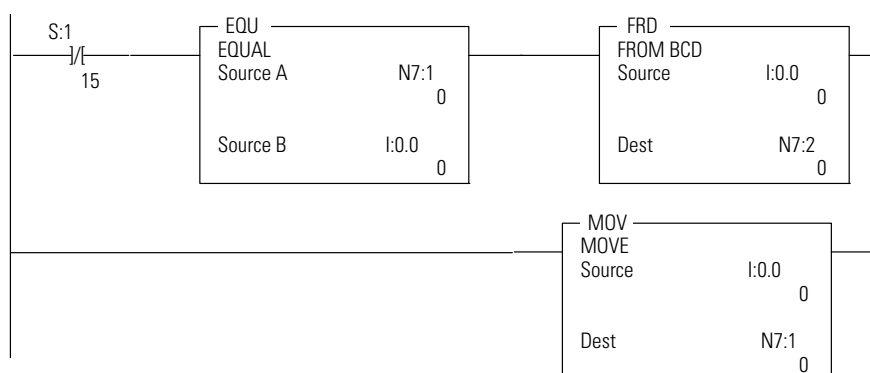 S:1
]/[
15
EQU
EQUAL
Source A N7:1
0
Source B I:0.0
0
FRD
FROM BCD
Source I:0.0
0
Dest N7:2
0
MOV
MOVE
Source I:0.0
0
Dest N7:1
0